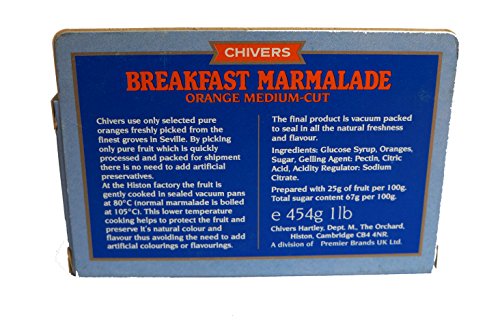 CHIVERS
BREAKFAST MARMALADE
ORANGE MEDIUM-CUT
Chivers use only selected pure
oranges freshly picked from the
finest groves in Seville. By picking
only pure fruit which is quickly
processed and packed for shipment
there is no need to add artificial
preservatives.
At the Histon factory the fruit is
gently cooked in sealed vacuum pans
at 80°C (normal marmalade is boiled
at 105°C). This lower temperature
cooking helps to protect the fruit and
preserve it's natural colour and
flavour thus avoiding the need to add
artificial colourings or flavourings.
The final product is vacuum packed
to seal in all the natural freshness
and flavour.
Ingredients: Glucose Syrup, Oranges,
Sugar, Gelling Agent: Pectin, Citric
Acid, Acidity Regulator: Sodium
Citrate.
Prepared with 25g of fruit per 100g.
Total sugar content 67g per 100g.
e 454g 1lb
Chivers Hartley, Dept. M., The Orchard,
Histon, Cambridge CB4 4NR.
A division of Premier Brands UK Ltd.